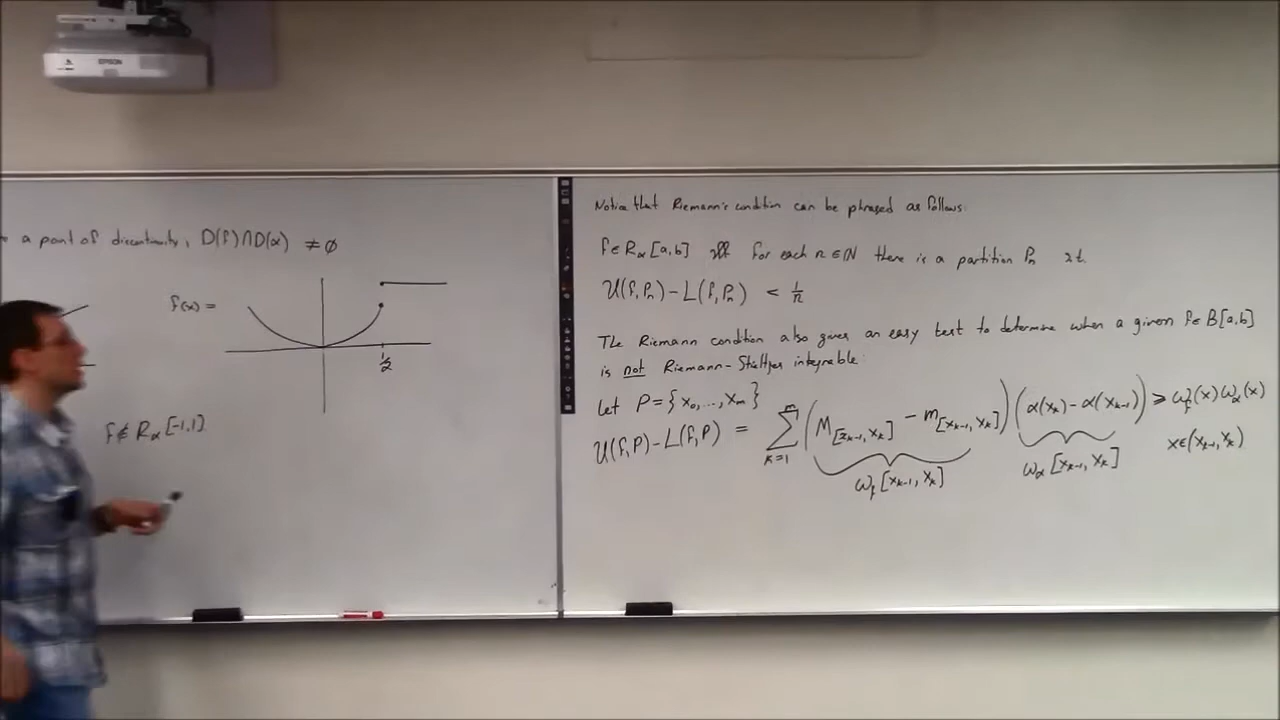 EPSON
a point of discontinuity, D(f)∩D(α) ≠ ∅
f(x) =
1/2
f ∉ R_α[-1,1]
Notice that Riemann's condition can be phrased as follows:
f∈R_α[a,b] iff for each n∈ℕ there is a partition P_n s.t.
U(f,P_n) - L(f,P_n) < 1/n
The Riemann condition also gives an easy test to determine when a given f∈B[a,b]
is not Riemann-Stieltjes integrable:
Let P = {x_0,...,x_m}
U(f,P) - L(f,P) = ∑_{k=1}^{m} (M_{[x_{k-1},x_k]} - m_{[x_{k-1},x_k]}) (α(x_k) - α(x_{k-1})) ⩾ ω_f(x) ω_α(x)
ω_f[x_{k-1},x_k] ω_α[x_{k-1},x_k] x∈(x_{k-1},x_k)